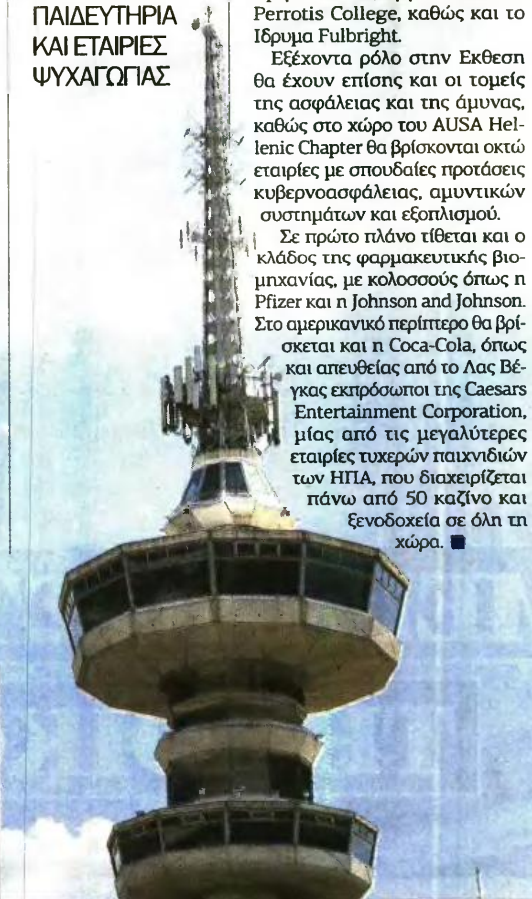 ΠΑΙΔΕΥΤΗΡΙΑ
ΚΑΙ ΕΤΑΙΡΙΕΣ
ΨΥΧΑΓΩΓΙΑΣ
Perrotis College, καθώς και το
Ιδρυμα Fulbright.
Εξέχοντα ρόλο στην Εκθεση
θα έχουν επίσης και οι τομείς
της ασφάλειας και της άμυνας,
καθώς στο χώρο του AUSA Hel-
lenic Chapter θα βρίσκονται οκτώ
εταιρίες με σπουδαίες προτάσεις
κυβερνοασφάλειας, αμυντικών
συστημάτων και εξοπλισμού.
Σε πρώτο πλάνο τίθεται και ο
κλάδος της φαρμακευτικής βιο-
μηχανίας, με κολοσσούς όπως η
Pfizer και η Johnson and Johnson.
Στο αμερικανικό περίπτερο θα βρί-
σκεται και η Coca-Cola, όπως
και απευθείας από το Λας Βέ-
γκας εκπρόσωποι της Caesars
Entertainment Corporation,
μίας από τις μεγαλύτερες
εταιρίες τυχερών παιχνιδιών
των ΗΠΑ, που διαχειρίζεται
πάνω από 50 καζίνο και
ξενοδοχεία σε όλη τη
χώρα.